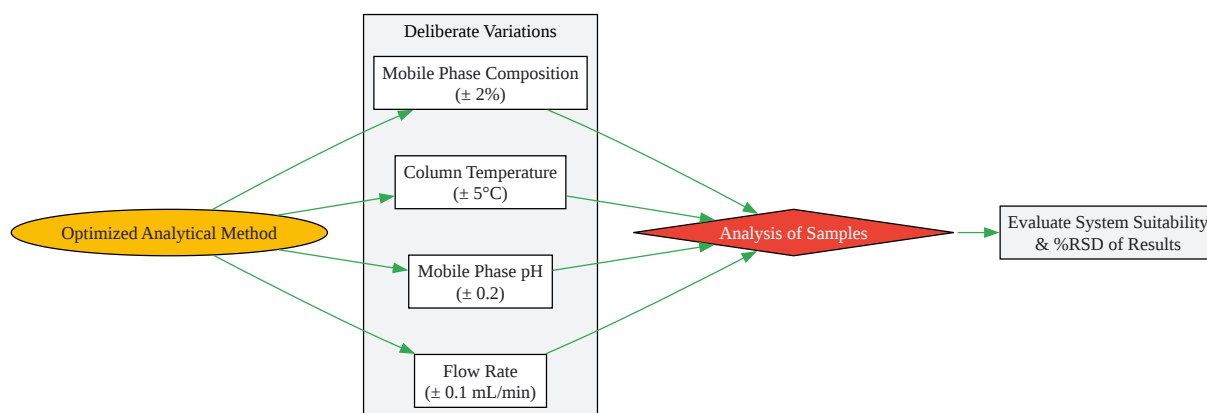 Deliberate Variations
Mobile Phase Composition
(± 2%)
Column Temperature
(± 5°C)
Optimized Analytical Method
Analysis of Samples
Evaluate System Suitability
& %RSD of Results
Mobile Phase pH
(± 0.2)
Flow Rate
(± 0.1 mL/min)